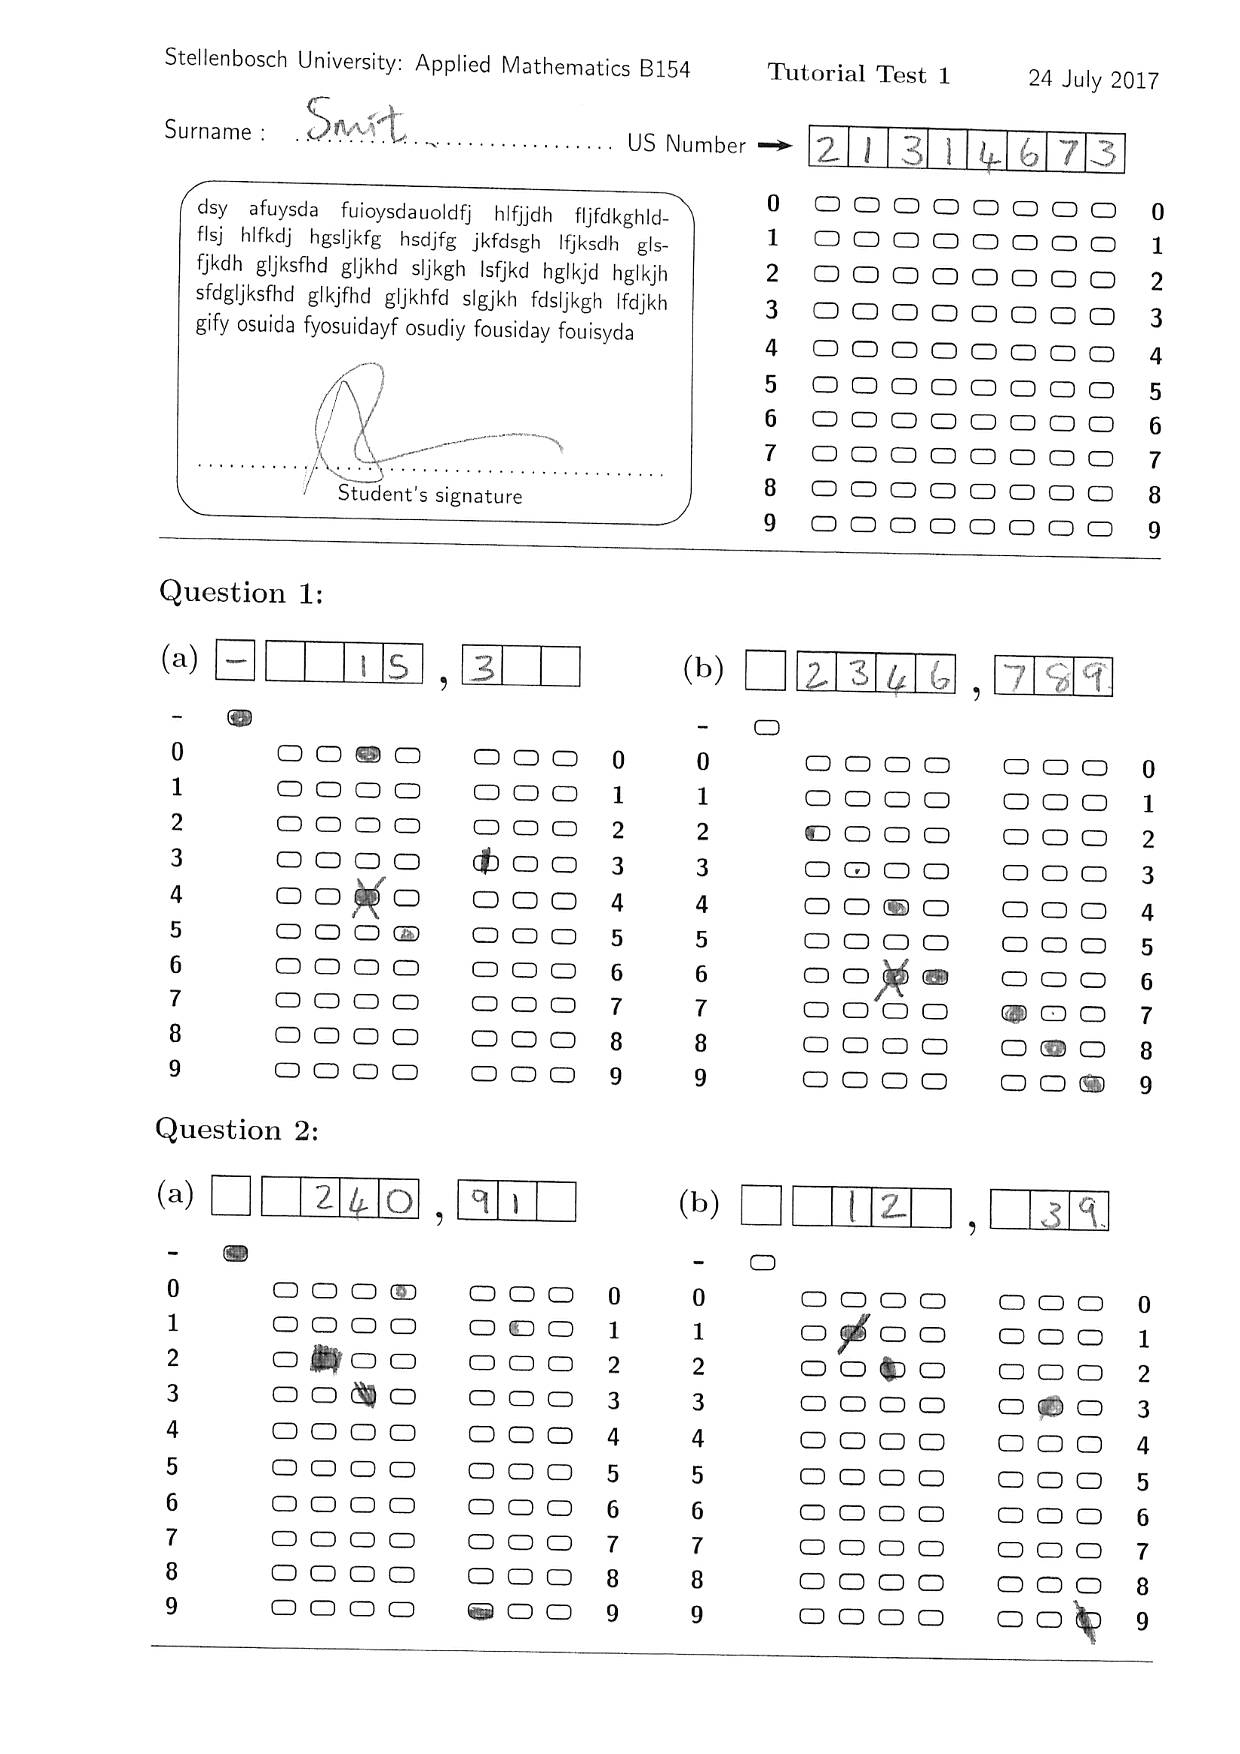 Stellenbosch University: Applied Mathematics B154 Tutorial Test 1 24 July 2017
Surname : Smit US Number → 2 1 3 1 4 6 7 3
dsy afuysda fuioysdauoldfj hlfjjdh fljfdkghld-
flsj hlfkdj hgsljkfg hsdjfg jkfdsgh lfjksdh gls-
fjkdh gljksfhd gljkhd sljkgh lsfjkd hglkjd hglkjh
sfdgljksfhd glkjfhd gljkhfd slgjkh fdsljkgh lfdjkh
gify osuida fyosuidayf osudiy fousiday fouisyda
Student's signature
0 0
1 1
2 2
3 3
4 4
5 5
6 6
7 7
8 8
9 9
Question 1:
(a) - 1 5 , 3 (b) 2 3 4 6 , 7 8 9
- -
0 0 0 0
1 1 1 1
2 2 2 2
3 3 3 3
4 4 4 4
5 5 5 5
6 6 6 6
7 7 7 7
8 8 8 8
9 9 9 9
Question 2:
(a) 2 4 0 , 9 1 (b) 1 2 , 3 9
- -
0 0 0 0
1 1 1 1
2 2 2 2
3 3 3 3
4 4 4 4
5 5 5 5
6 6 6 6
7 7 7 7
8 8 8 8
9 9 9 9